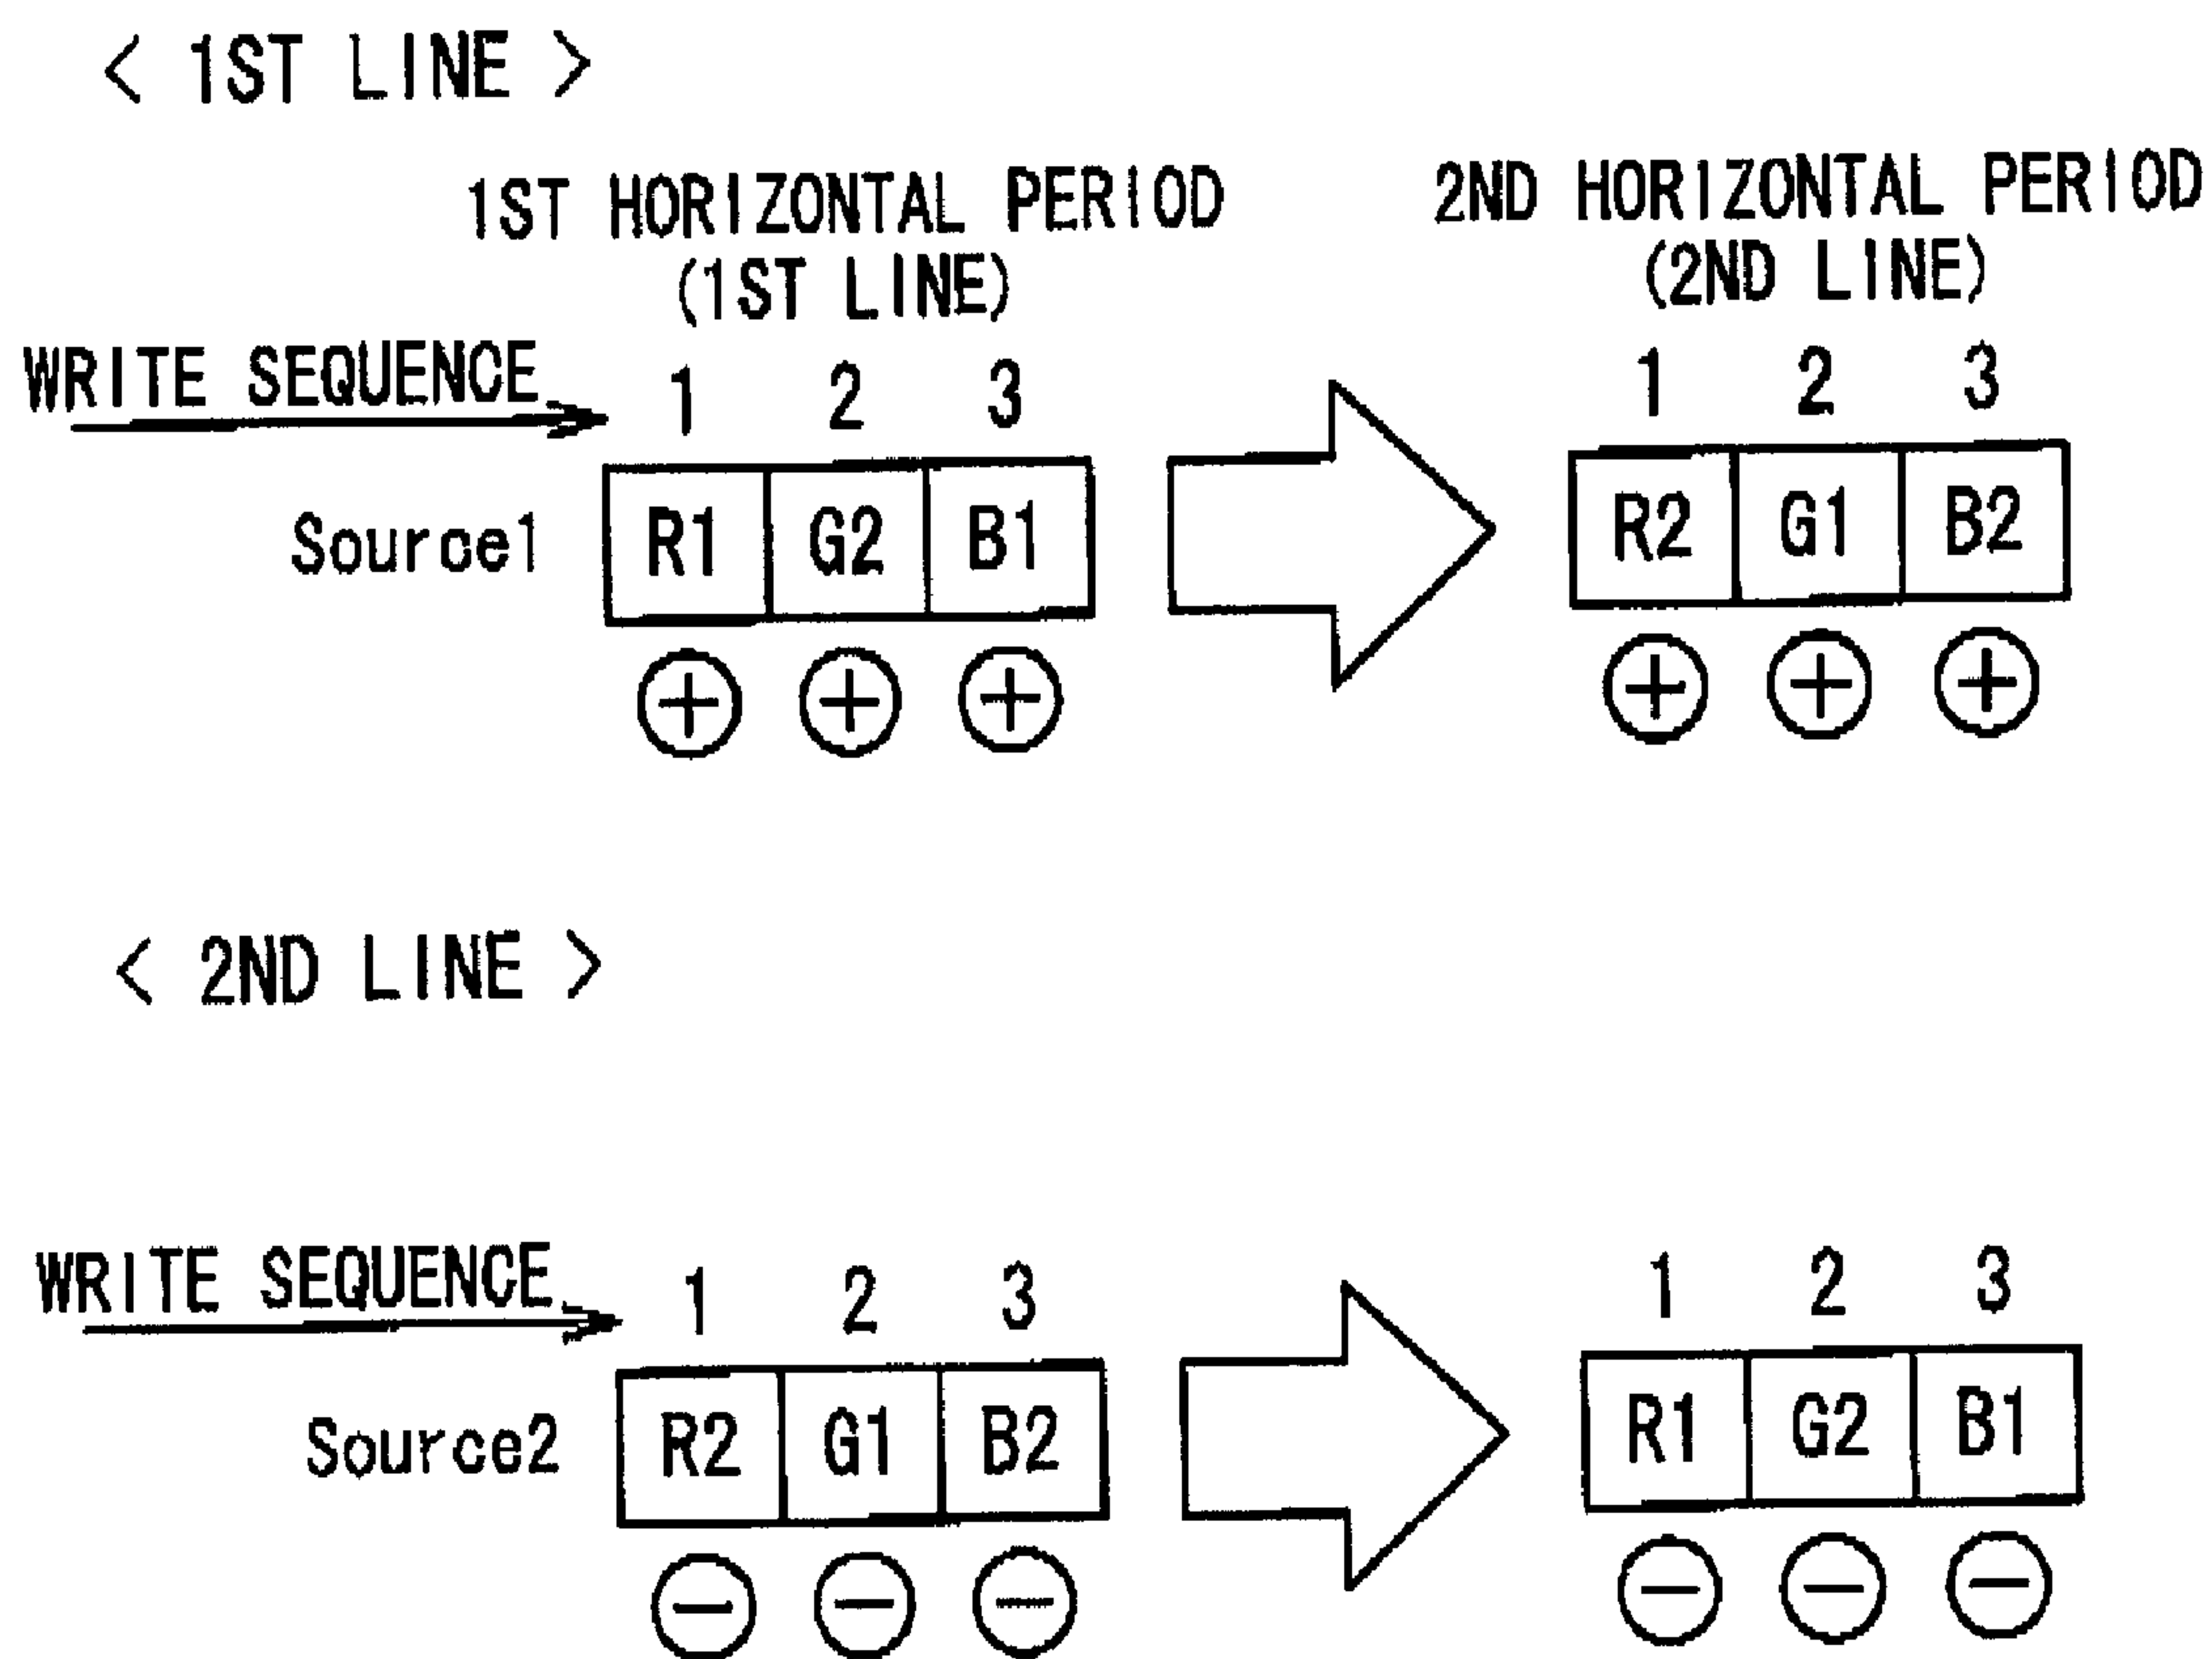 < 1ST LINE >
1ST HORIZONTAL PERIOD
(1ST LINE)
2ND HORIZONTAL PERIOD
(2ND LINE)
WRITE SEQUENCE 1 2 3 1 2 3
Source1 R1 G2 B1 R2 G1 B2
+ + + + + +
< 2ND LINE >
WRITE SEQUENCE 1 2 3 1 2 3
Source2 R2 G1 B2 R1 G2 B1
− − − − − −